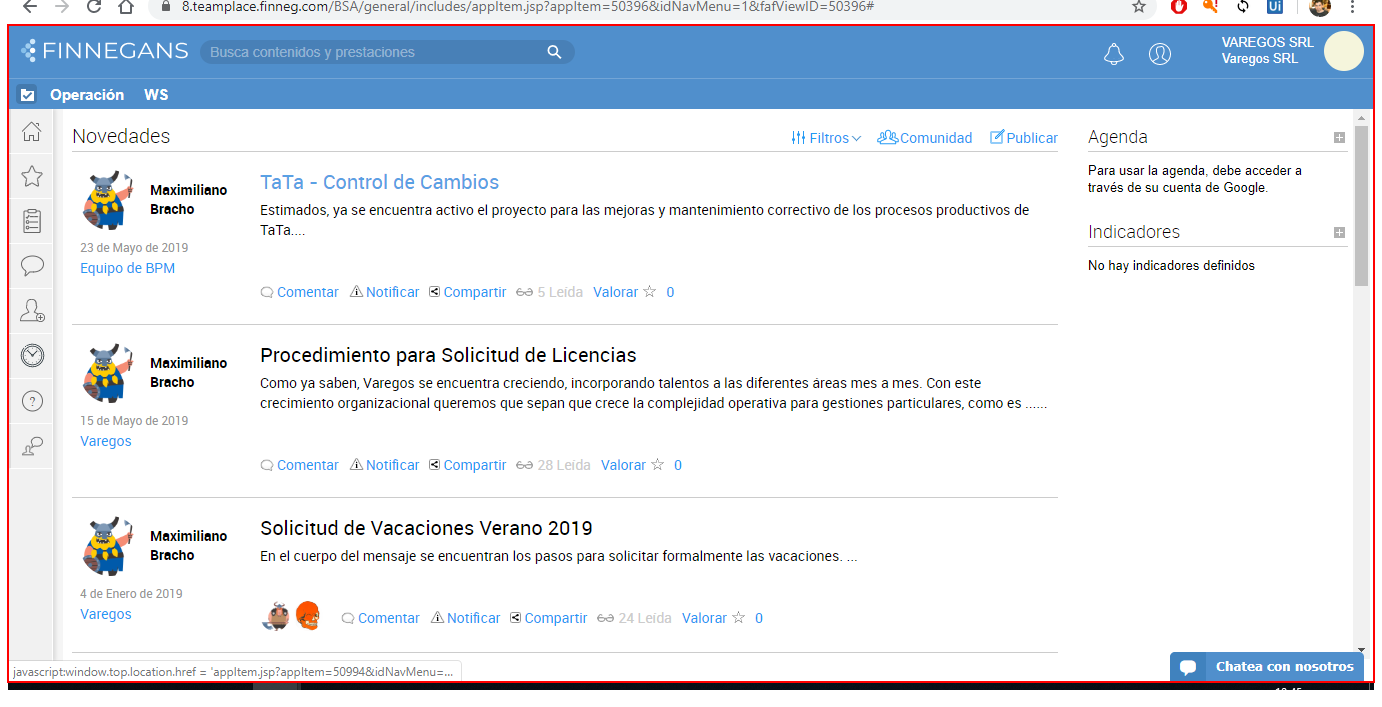 8.teamplace.finneg.com/BSA/general/includes/appItem.jsp?appItem=50396&idNavMenu=1&fafViewID=50396#
Ui
FINNEGANS
Busca contenidos y prestaciones
VAREGOS SRL
Varegos SRL
Operación WS
Novedades
Filtros Comunidad Publicar
Maximiliano
Bracho
23 de Mayo de 2019
Equipo de BPM
TaTa - Control de Cambios
Estimados, ya se encuentra activo el proyecto para las mejoras y mantenimiento correctivo de los procesos productivos de
TaTa....
Comentar Notificar Compartir 5 Leída Valorar 0
Maximiliano
Bracho
15 de Mayo de 2019
Varegos
Procedimiento para Solicitud de Licencias
Como ya saben, Varegos se encuentra creciendo, incorporando talentos a las diferentes áreas mes a mes. Con este
crecimiento organizacional queremos que sepan que crece la complejidad operativa para gestiones particulares, como es ......
Comentar Notificar Compartir 28 Leída Valorar 0
Maximiliano
Bracho
4 de Enero de 2019
Varegos
Solicitud de Vacaciones Verano 2019
En el cuerpo del mensaje se encuentran los pasos para solicitar formalmente las vacaciones. ...
Comentar Notificar Compartir 24 Leída Valorar 0
Agenda
Para usar la agenda, debe acceder a
través de su cuenta de Google.
Indicadores
No hay indicadores definidos
javascript:window.top.location.href = 'appItem.jsp?appItem=50994&idNavMenu=...
Chatea con nosotros